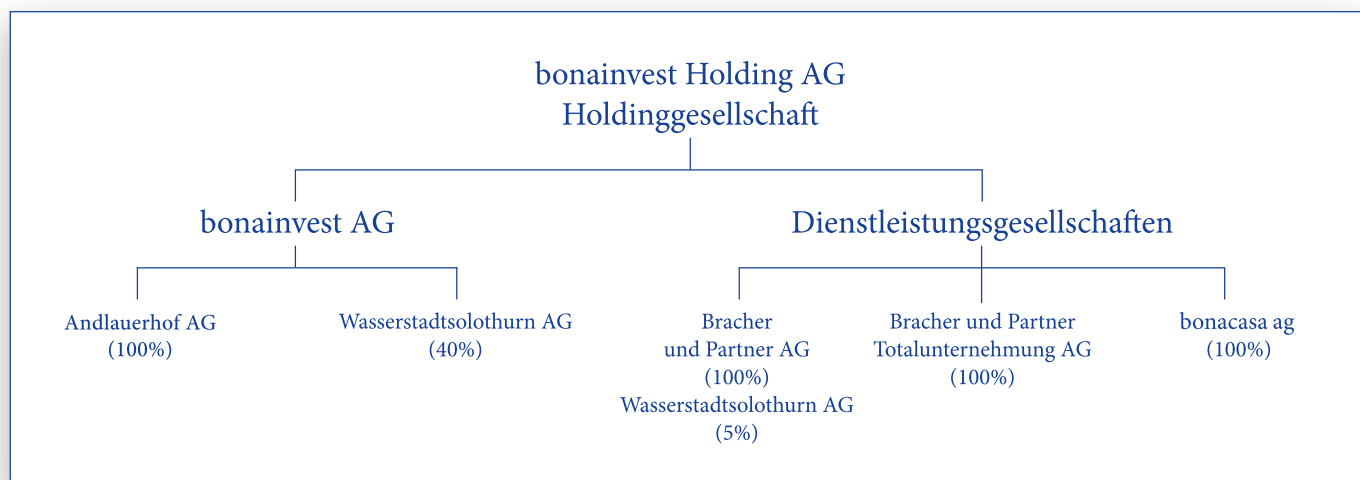 bonainvest Holding AG
Holdinggesellschaft
bonainvest AG
Dienstleistungsgesellschaften
Andlauerhof AG
(100%)
Wasserstadtsolothurn AG
(40%)
Bracher
und Partner AG
(100%)
Wasserstadtsolothurn AG
(5%)
Bracher und Partner
Totalunternehmung AG
(100%)
bonacasa ag
(100%)